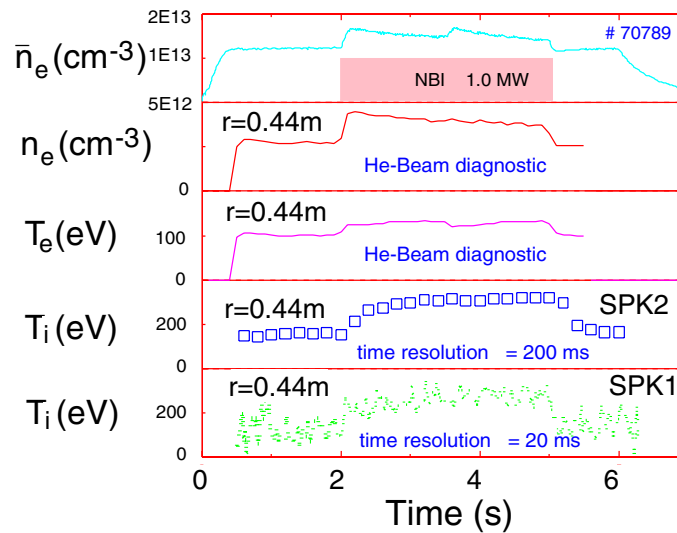 2E13
# 70789
n̄e(cm-3)
1E13
NBI 1.0 MW
5E12
r=0.44m
ne(cm-3)
He-Beam diagnostic
0
r=0.44m
Te(eV)
100
He-Beam diagnostic
0
r=0.44m
SPK2
Ti(eV)
200
time resolution = 200 ms
r=0.44m
SPK1
Ti(eV)
200
time resolution = 20 ms
0
0 2 4 6
Time (s)